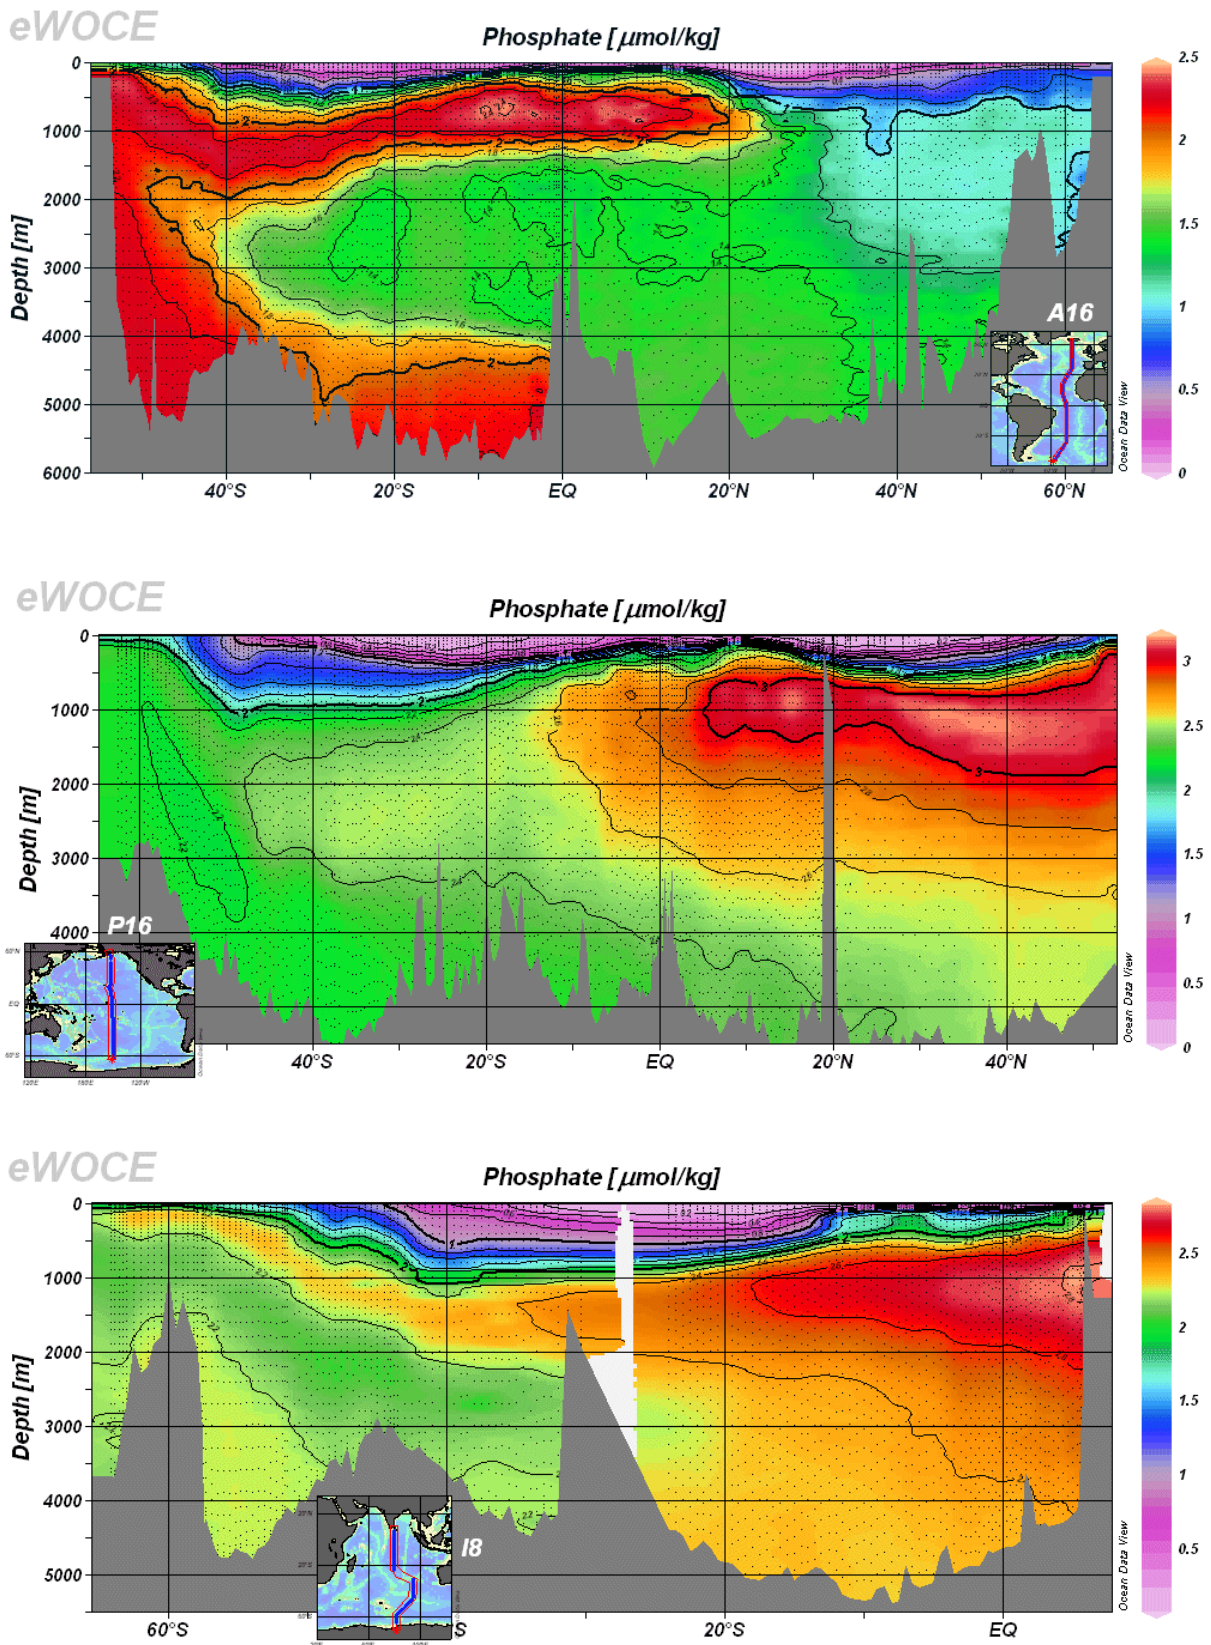 eWOCE
Phosphate [ μmol/kg]
0
1000
2000
3000
4000
5000
6000
Depth [m]
40°S
20°S
EQ
20°N
40°N
60°N
A16
Ocean Data View
2.5
2
1.5
1
0.5
0
eWOCE
Phosphate [ μmol/kg]
0
1000
2000
3000
4000
Depth [m]
P16
40°S
20°S
EQ
20°N
40°N
Ocean Data View
3
2.5
2
1.5
1
0.5
0
eWOCE
Phosphate [ μmol/kg]
0
1000
2000
3000
4000
5000
Depth [m]
60°S
I8
20°S
EQ
Ocean Data View
2.5
2
1.5
1
0.5